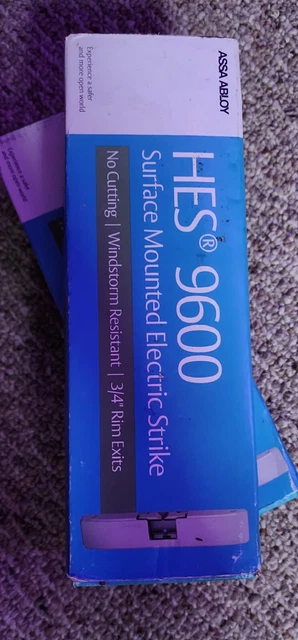 ASSA ABLOY
Experience a safer
and more open world
HES® 9600
Surface Mounted Electric Strike
No Cutting | Windstorm Resistant | 3/4" Rim Exits